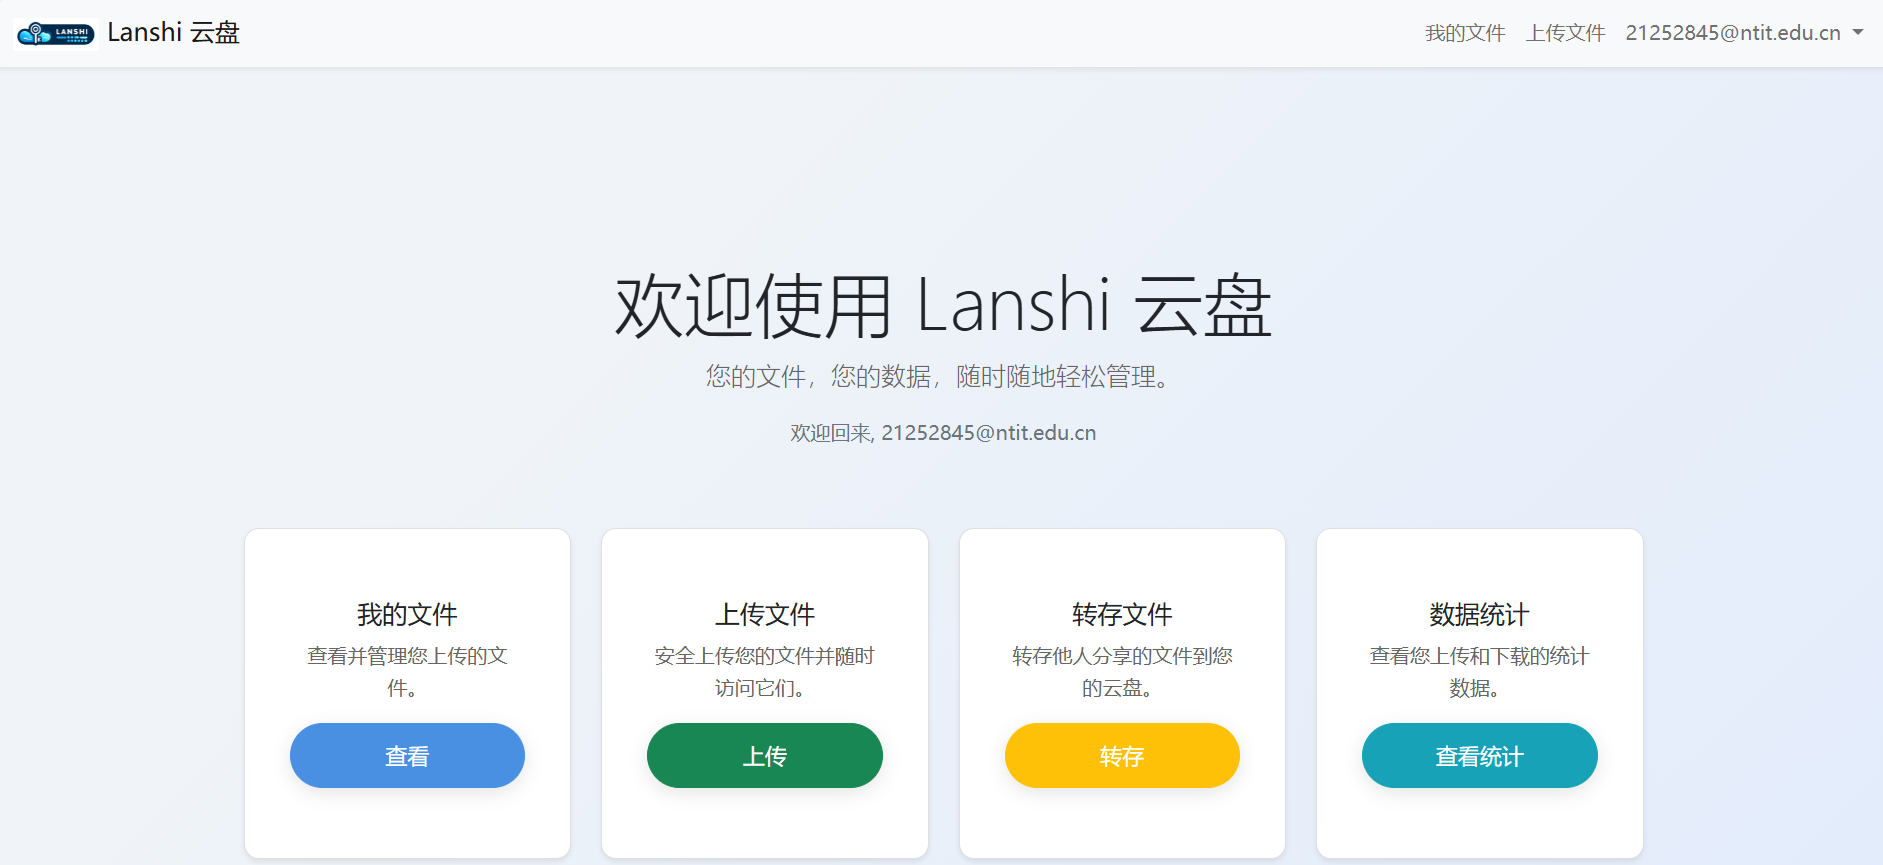 LANSHI
Lanshi 云盘
我的文件 上传文件 21252845@ntit.edu.cn
欢迎使用 Lanshi 云盘
您的文件，您的数据，随时随地轻松管理。
欢迎回来, 21252845@ntit.edu.cn
我的文件
查看并管理您上传的文
件。
查看
上传文件
安全上传您的文件并随时
访问它们。
上传
转存文件
转存他人分享的文件到您
的云盘。
转存
数据统计
查看您上传和下载的统计
数据。
查看统计